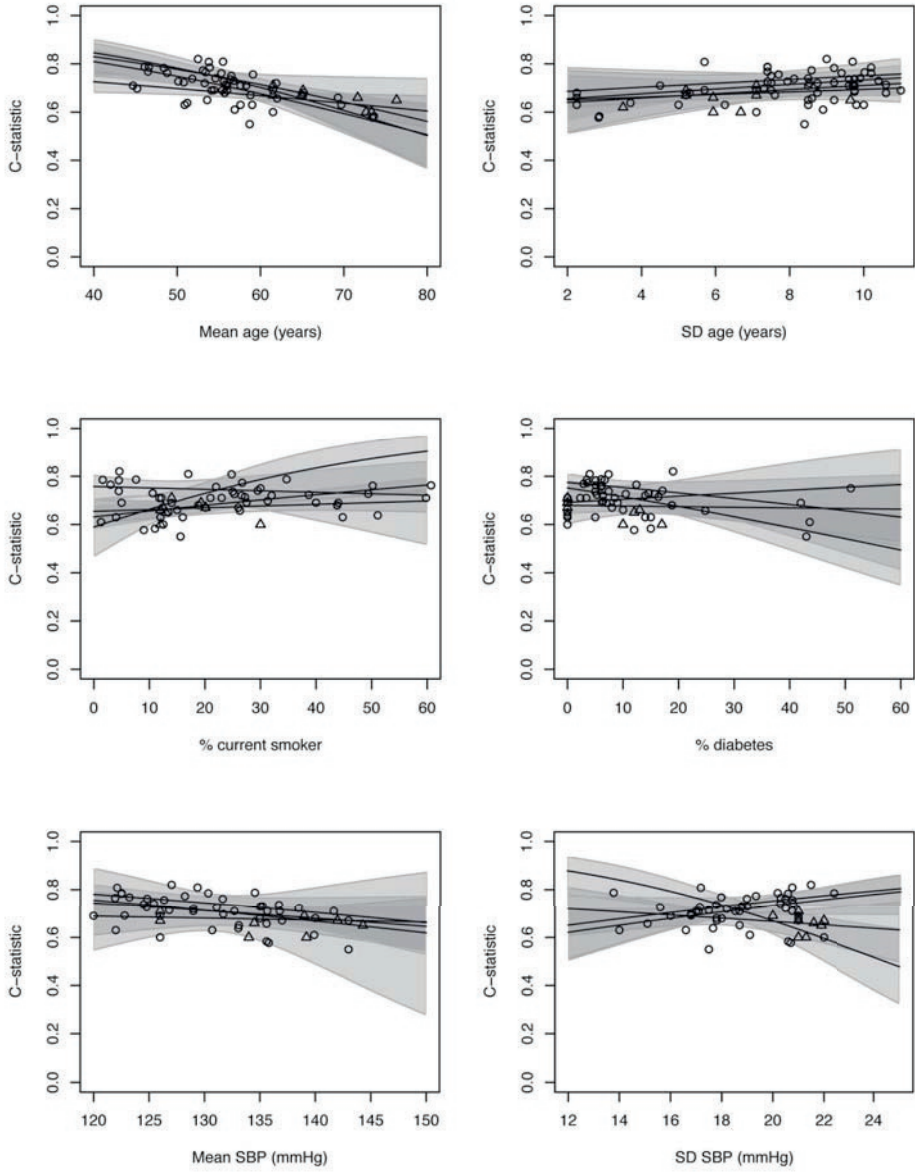 C−statistic
0.0 0.2 0.4 0.6 0.8 1.0
40 50 60 70 80
Mean age (years)
C−statistic
0.0 0.2 0.4 0.6 0.8 1.0
2 4 6 8 10
SD age (years)
C−statistic
0.0 0.2 0.4 0.6 0.8 1.0
0 10 20 30 40 50 60
% current smoker
C−statistic
0.0 0.2 0.4 0.6 0.8 1.0
0 10 20 30 40 50 60
% diabetes
C−statistic
0.0 0.2 0.4 0.6 0.8 1.0
120 125 130 135 140 145 150
Mean SBP (mmHg)
C−statistic
0.0 0.2 0.4 0.6 0.8 1.0
12 14 16 18 20 22 24
SD SBP (mmHg)